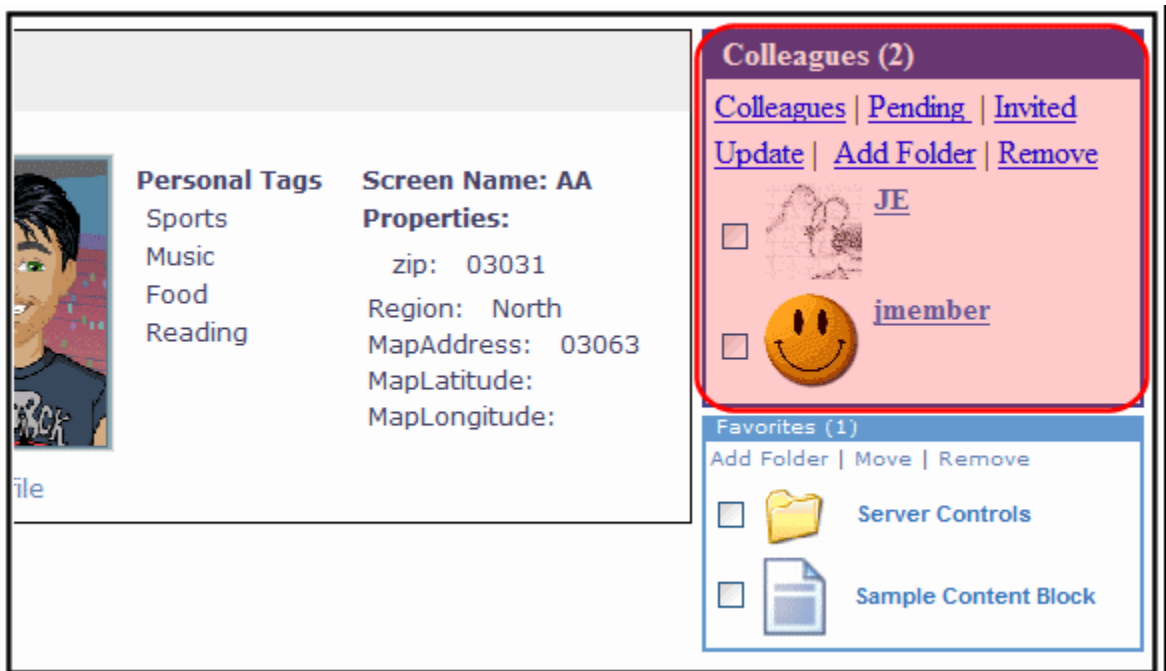 Personal Tags
Sports
Music
Food
Reading
Screen Name: AA
Properties:
zip: 03031
Region: North
MapAddress: 03063
MapLatitude:
MapLongitude:
file
Colleagues (2)
Colleagues | Pending | Invited
Update | Add Folder | Remove
JE
jmember
Favorites (1)
Add Folder | Move | Remove
Server Controls
Sample Content Block